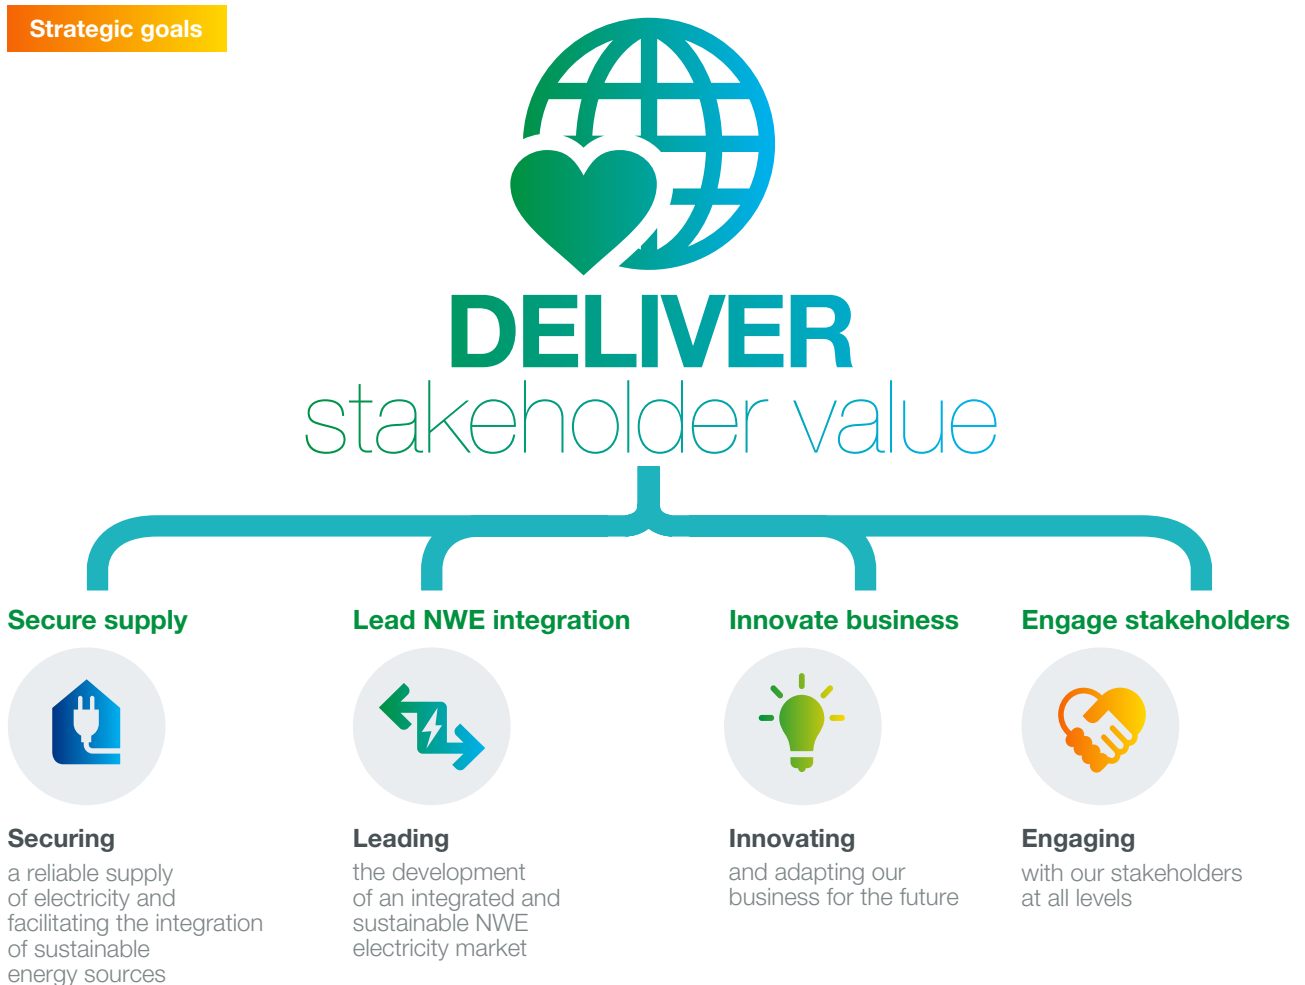 Strategic goals
DELIVER
stakeholder value
Secure supply
Securing
a reliable supply
of electricity and
facilitating the integration
of sustainable
energy sources
Lead NWE integration
Leading
the development
of an integrated and
sustainable NWE
electricity market
Innovate business
Innovating
and adapting our
business for the future
Engage stakeholders
Engaging
with our stakeholders
at all levels